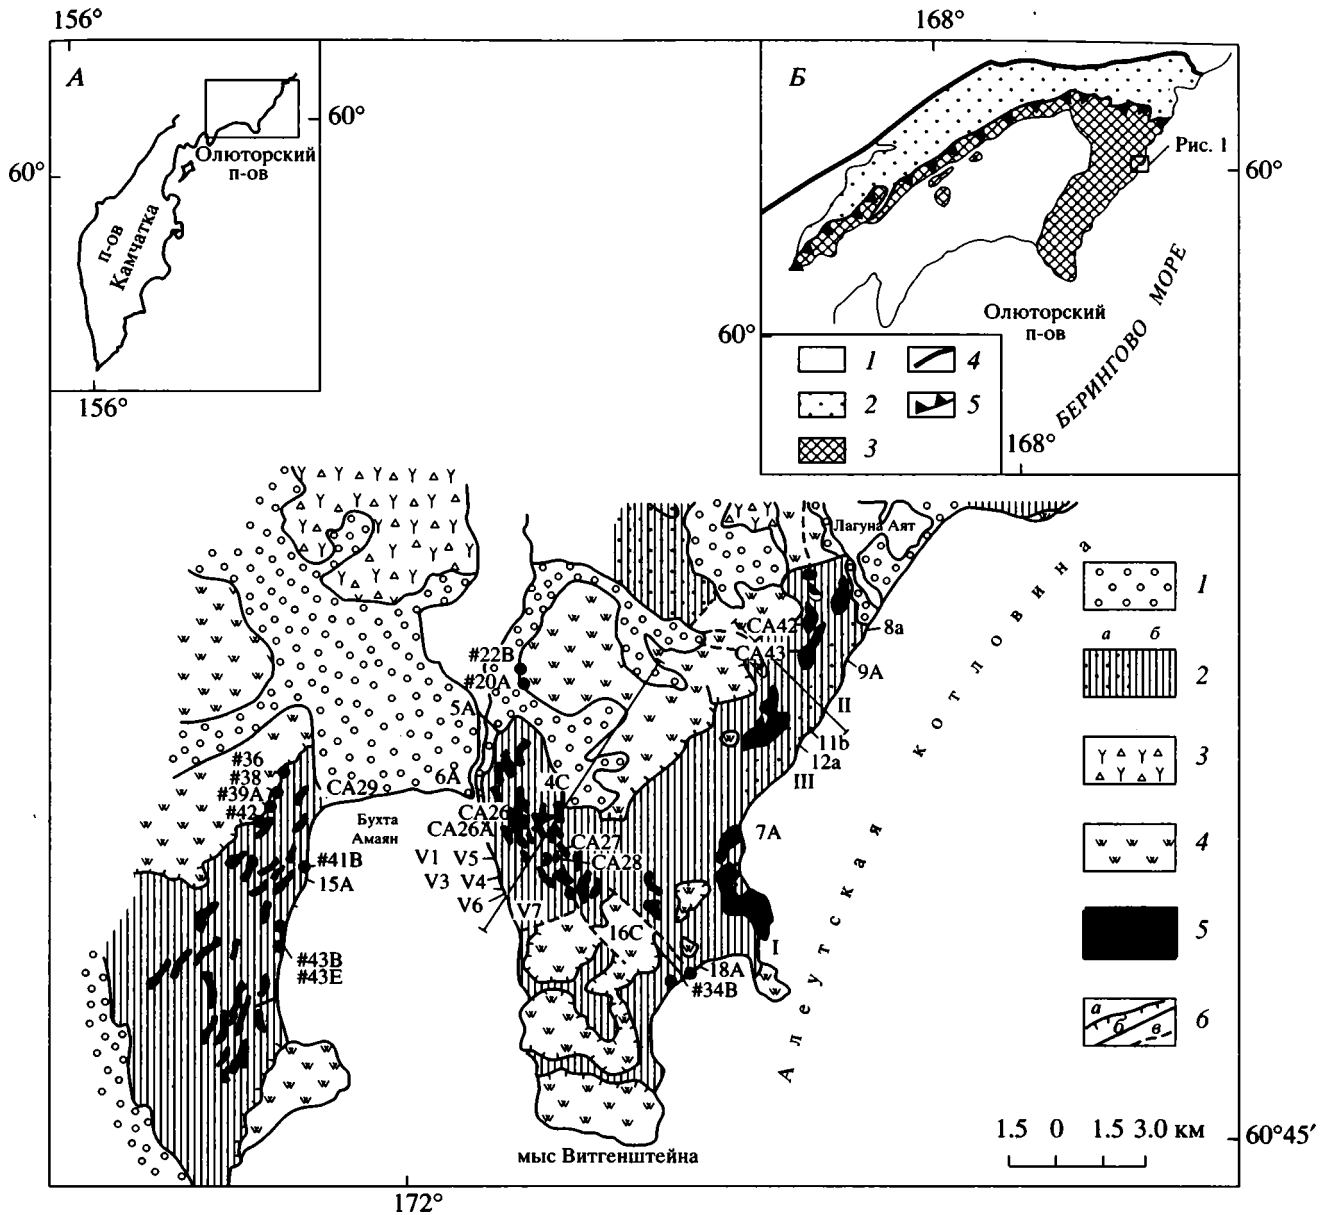 156°
168°
А
60°
Олюторский
п-ов
60°
п-ов
Камчатка
156°
Б
Рис. 1
60°
Олюторский
п-ов
60°
БЕРИНГОВО МОРЕ
1
2
3
4
5
168°
Лагуна Аят
CA42
CA43
8a
9A
II
11b
12a
III
7A
I
#22B
#20A
5A
6A
4C
CA26
CA26A
CA27
CA28
V1
V5
V3
V4
V6
V7
16C
18A
#34B
#36
#38
#39A
#42
CA29
Бухта
Амаян
#41B
15A
#43B
#43E
Алеутская котловина
мыс Витгенштейна
1
а б
2
3
4
5
а
б
в
6
1.5 0 1.5 3.0 км
60°45′
172°